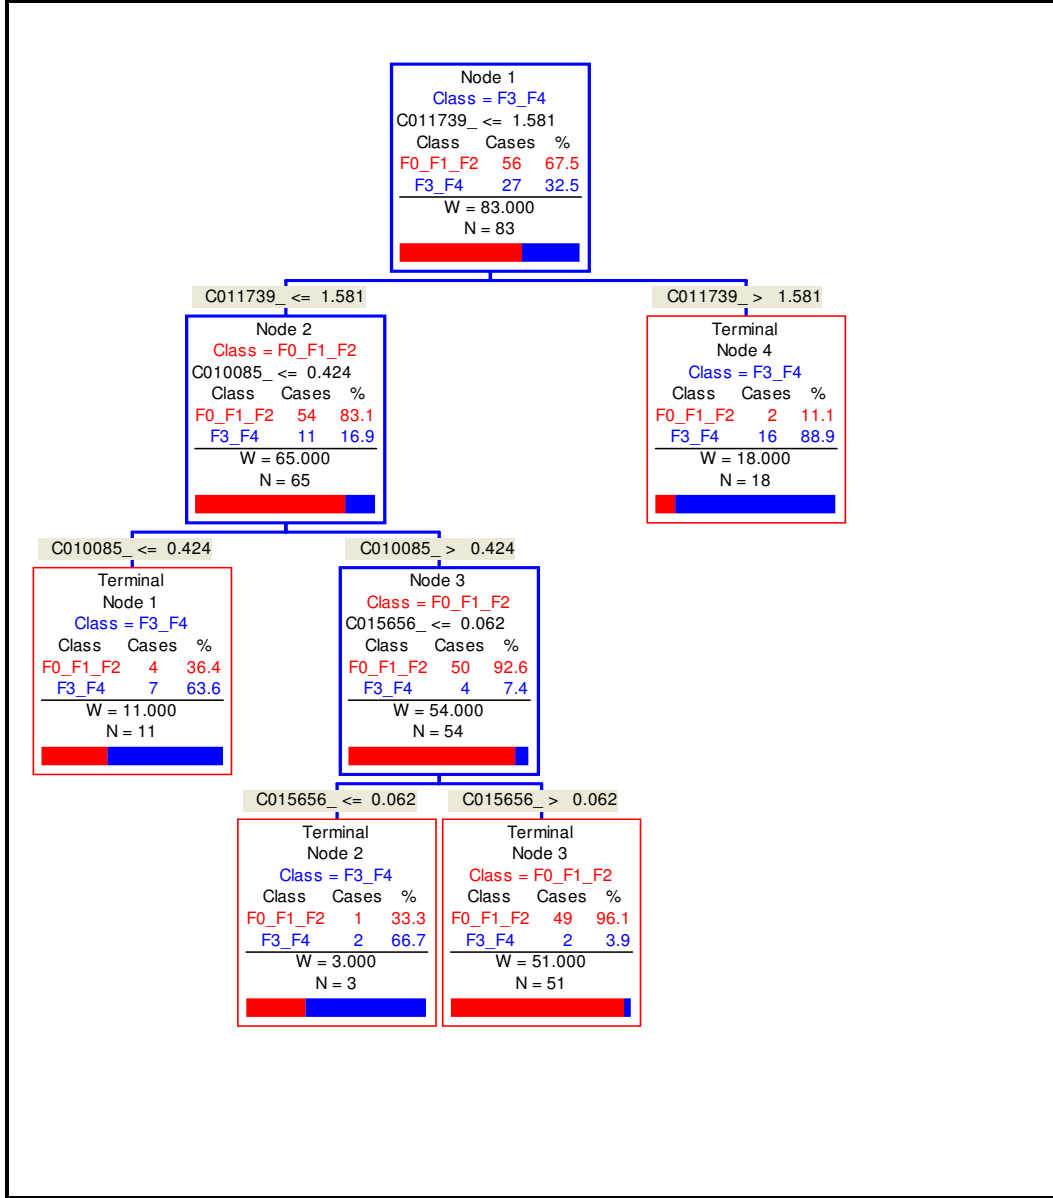 Node 1
Class = F3_F4
C011739_ <= 1.581
Class Cases %
F0_F1_F2 56 67.5
F3_F4 27 32.5
W = 83.000
N = 83
C011739_ <= 1.581
C011739_ > 1.581
Node 2
Class = F0_F1_F2
C010085_ <= 0.424
Class Cases %
F0_F1_F2 54 83.1
F3_F4 11 16.9
W = 65.000
N = 65
Terminal
Node 4
Class = F3_F4
Class Cases %
F0_F1_F2 2 11.1
F3_F4 16 88.9
W = 18.000
N = 18
C010085_ <= 0.424
C010085_ > 0.424
Terminal
Node 1
Class = F3_F4
Class Cases %
F0_F1_F2 4 36.4
F3_F4 7 63.6
W = 11.000
N = 11
Node 3
Class = F0_F1_F2
C015656_ <= 0.062
Class Cases %
F0_F1_F2 50 92.6
F3_F4 4 7.4
W = 54.000
N = 54
C015656_ <= 0.062
C015656_ > 0.062
Terminal
Node 2
Class = F3_F4
Class Cases %
F0_F1_F2 1 33.3
F3_F4 2 66.7
W = 3.000
N = 3
Terminal
Node 3
Class = F0_F1_F2
Class Cases %
F0_F1_F2 49 96.1
F3_F4 2 3.9
W = 51.000
N = 51